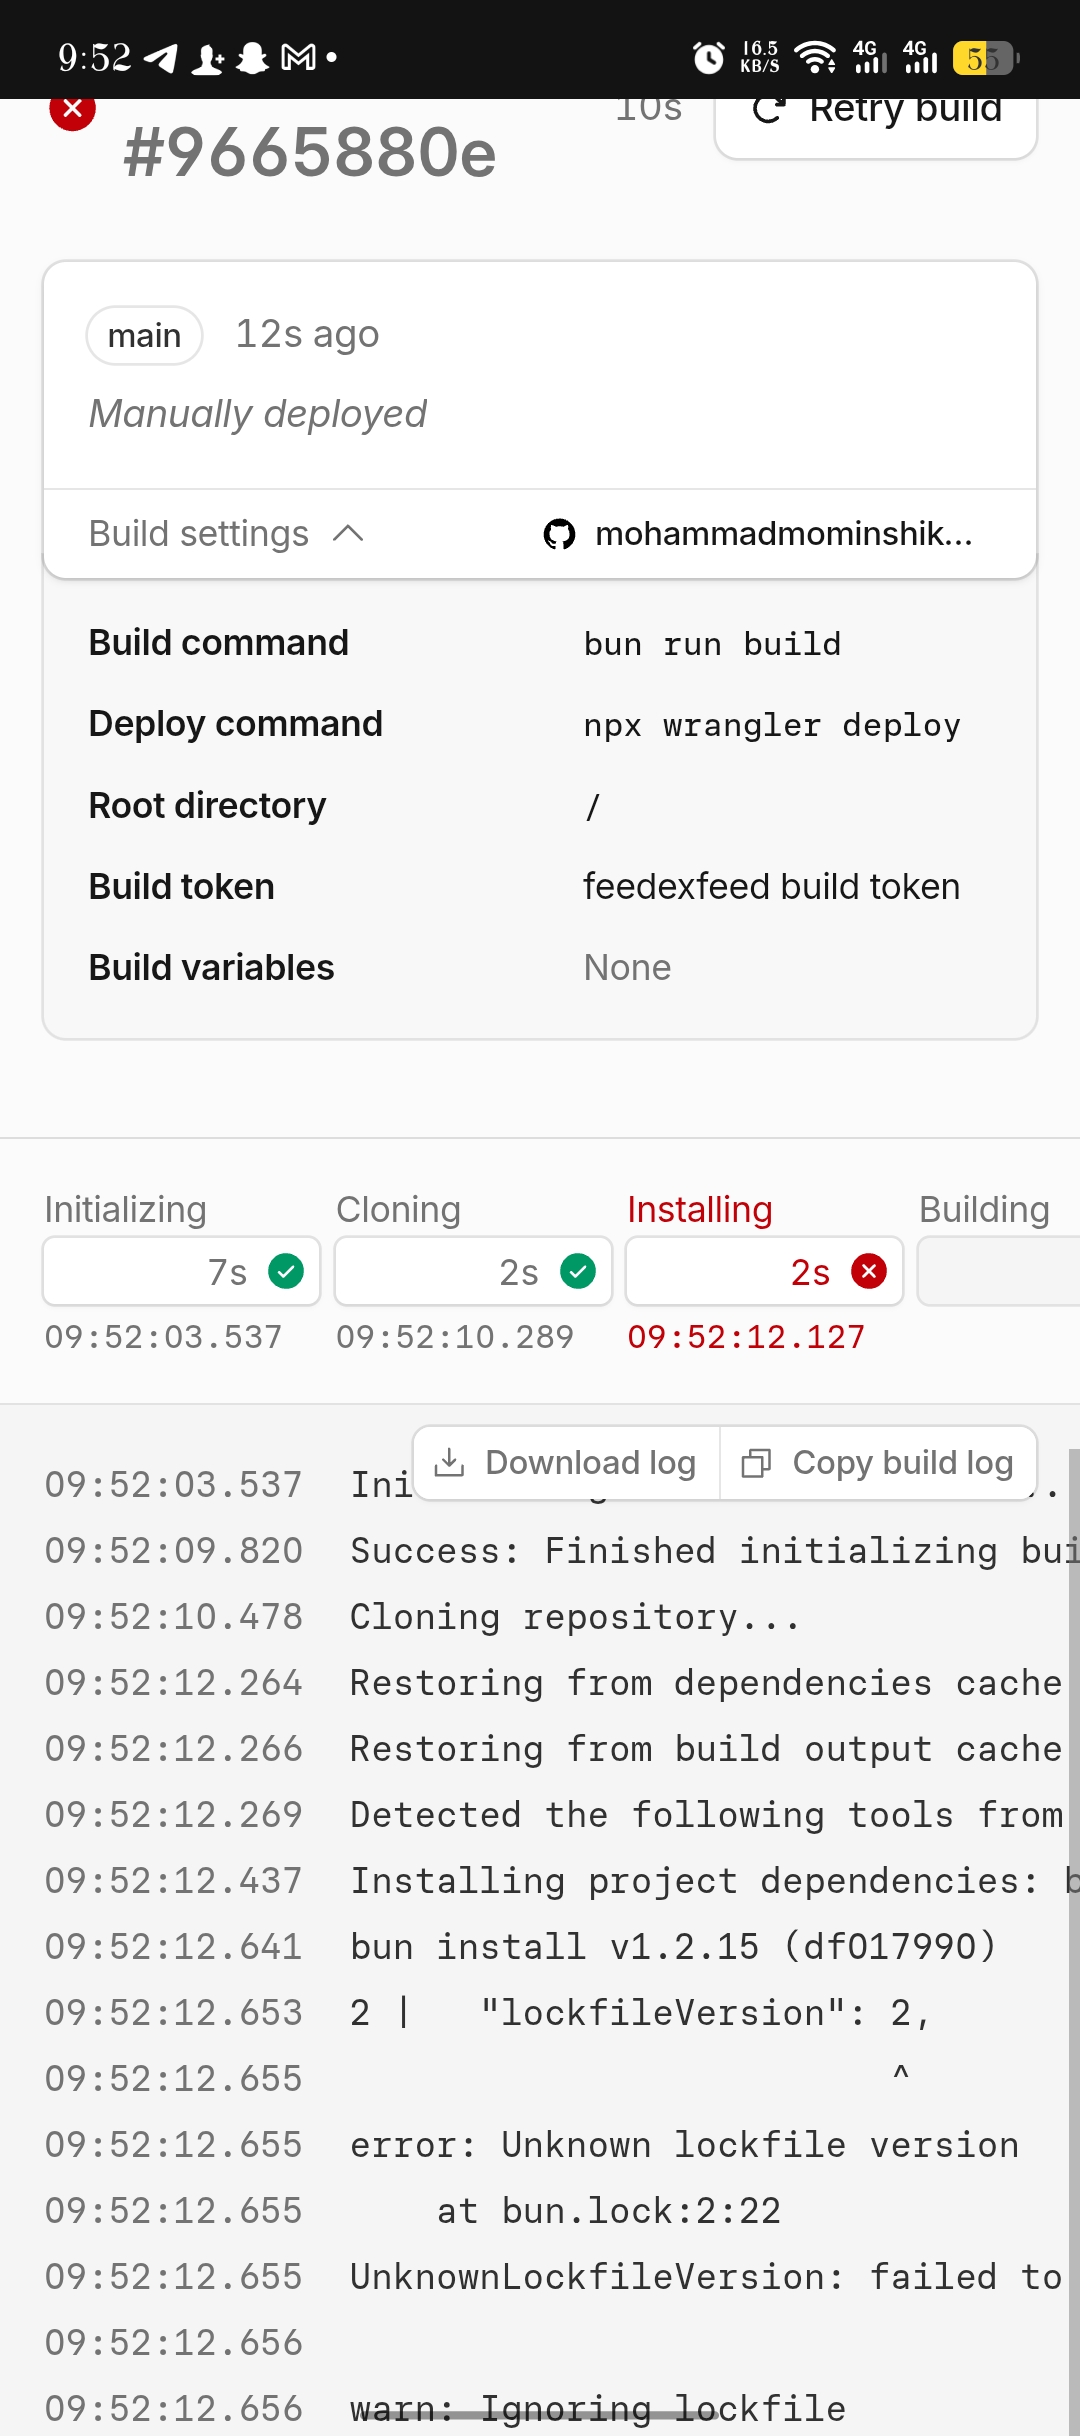 9:52
16.5
KB/S
4G
4G
55
10s
Retry build
#9665880e
main 12s ago
Manually deployed
Build settings
mohammadmominshik...
Build command bun run build
Deploy command npx wrangler deploy
Root directory /
Build token feedexfeed build token
Build variables None
Initializing Cloning Installing Building
7s 2s 2s
09:52:03.537 09:52:10.289 09:52:12.127
Download log Copy build log
09:52:03.537 Ini
09:52:09.820 Success: Finished initializing bui
09:52:10.478 Cloning repository...
09:52:12.264 Restoring from dependencies cache
09:52:12.266 Restoring from build output cache
09:52:12.269 Detected the following tools from
09:52:12.437 Installing project dependencies: b
09:52:12.641 bun install v1.2.15 (df017990)
09:52:12.653 2 | "lockfileVersion": 2,
09:52:12.655 ^
09:52:12.655 error: Unknown lockfile version
09:52:12.655 at bun.lock:2:22
09:52:12.655 UnknownLockfileVersion: failed to
09:52:12.656
09:52:12.656 warn: Ignoring lockfile